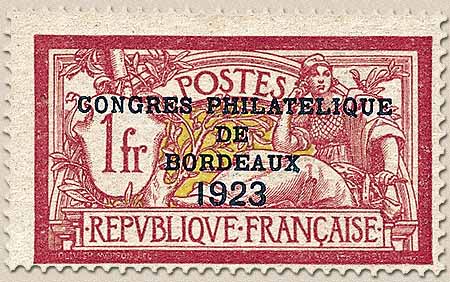 POSTES
CONGRES PHILATELIQUE
DE
1fr
BORDEAUX
1923
·REPVBLIQVE·FRANÇAISE·